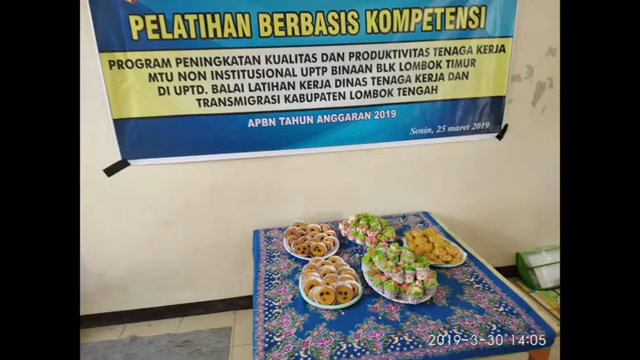 PELATIHAN BERBASIS KOMPETENSI
PROGRAM PENINGKATAN KUALITAS DAN PRODUKTIVITAS TENAGA KERJA
MTU NON INSTITUSIONAL UPTP BINAAN BLK LOMBOK TIMUR
DI UPTD. BALAI LATIHAN KERJA DINAS TENAGA KERJA DAN
TRANSMIGRASI KABUPATEN LOMBOK TENGAH
APBN TAHUN ANGGARAN 2019
Senin, 25 maret 2019
2019-3-30 14:05